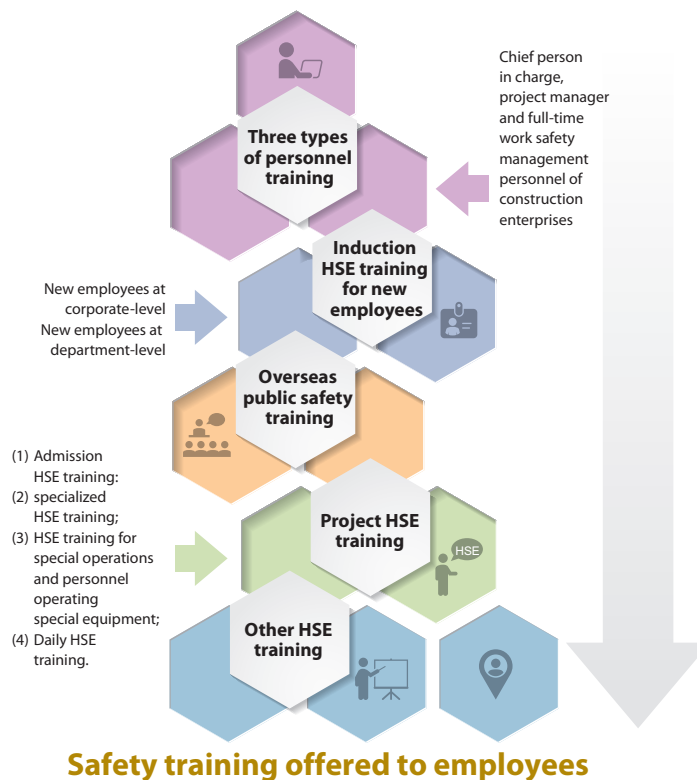 Chief person
in charge,
project manager
and full-time
work safety
management
personnel of
construction
enterprises
Three types
of personnel
training
Induction
HSE training
for new
employees
New employees at
corporate-level
New employees at
department-level
Overseas
public safety
training
(1) Admission
HSE training:
(2) specialized
HSE training;
(3) HSE training for
special operations
and personnel
operating
special equipment;
(4) Daily HSE
training.
Project HSE
training
HSE
Other HSE
training
Safety training offered to employees